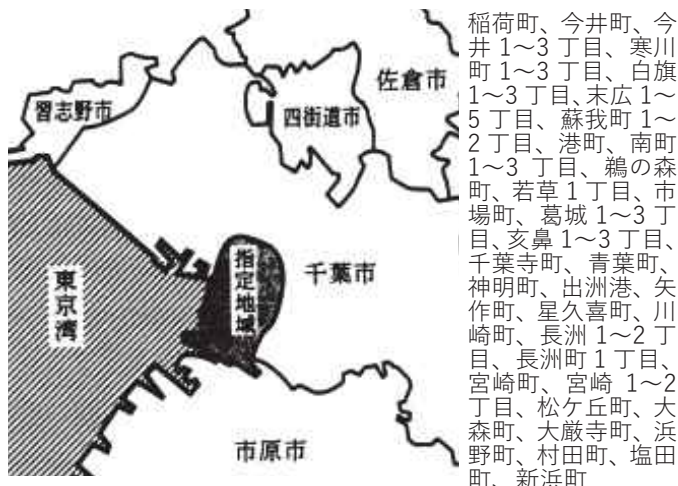 習志野市
四街道市
佐倉市
東京湾
指定地域
千葉市
市原市
稲荷町、今井町、今
井 1～3 丁目、寒川
町 1～3 丁目、白旗
1～3 丁目、末広 1～
5 丁目、蘇我町 1～
2 丁目、港町、南町
1～3 丁目、鵜の森
町、若草 1 丁目、市
場町、葛城 1～3 丁
目、亥鼻 1～3 丁目、
千葉寺町、青葉町、
神明町、出洲港、矢
作町、星久喜町、川
崎町、長洲 1～2 丁
目、長洲町 1 丁目、
宮崎町、宮崎 1～2
丁目、松ケ丘町、大
森町、大厳寺町、浜
野町、村田町、塩田
町、新浜町